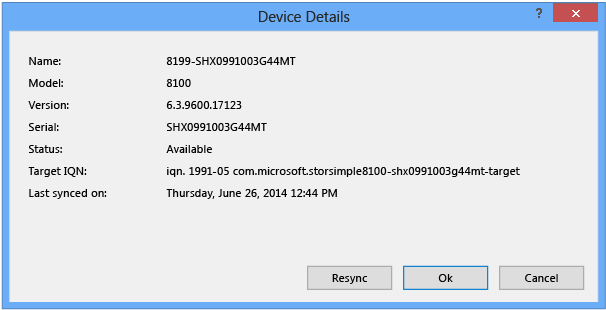 Device Details
?
Name: 8199-SHX0991003G44MT
Model: 8100
Version: 6.3.9600.17123
Serial: SHX0991003G44MT
Status: Available
Target IQN: iqn. 1991-05 com.microsoft.storsimple8100-shx0991003g44mt-target
Last synced on: Thursday, June 26, 2014 12:44 PM
Resync Ok Cancel